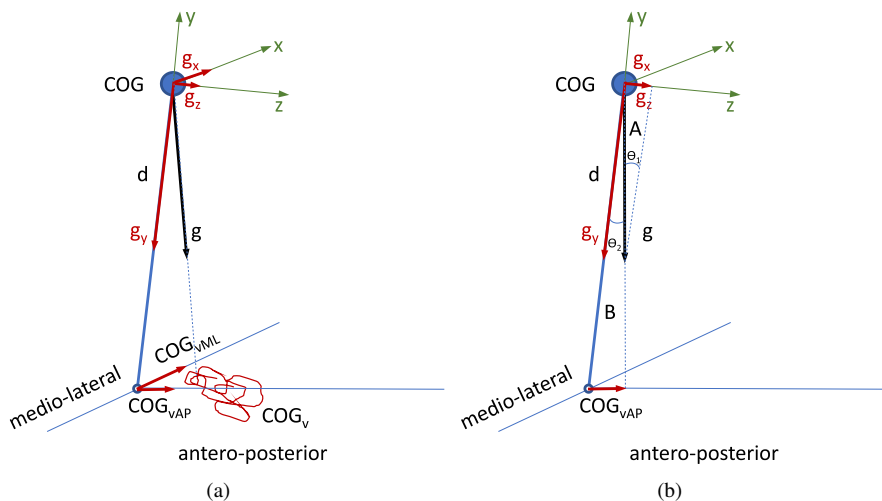 y
x
g_x
COG
g_z
z
d
g_y
g
COG_vML
medio-lateral
COG_vAP
COG_v
antero-posterior
(a)
y
x
g_x
COG
g_z
z
A
Θ_1
d
g_y
g
Θ_2
B
medio-lateral
COG_vAP
antero-posterior
(b)